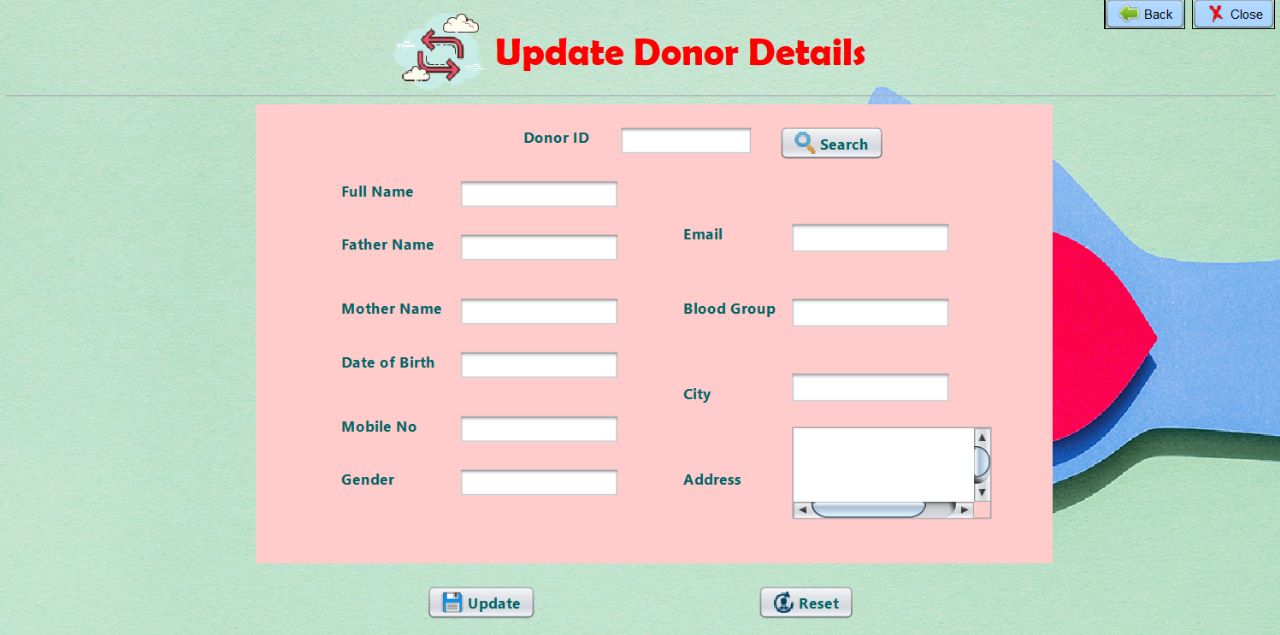 Back
Close
Update Donor Details
Donor ID
Search
Full Name
Father Name
Email
Mother Name
Blood Group
Date of Birth
City
Mobile No
Gender
Address
Update
Reset